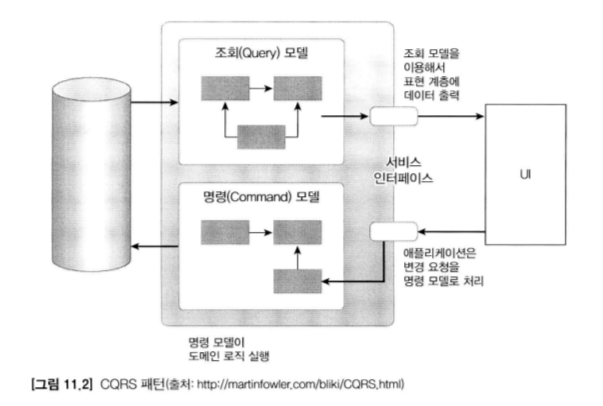 조회(Query) 모델
조회 모델을
이용해서
표현 계층에
데이터 출력
서비스
인터페이스
UI
명령(Command) 모델
애플리케이션은
변경 요청을
명령 모델로 처리
명령 모델이
도메인 로직 실행
[그림 11.2] CQRS 패턴(출처: http://martinfowler.com/bliki/CQRS.html)